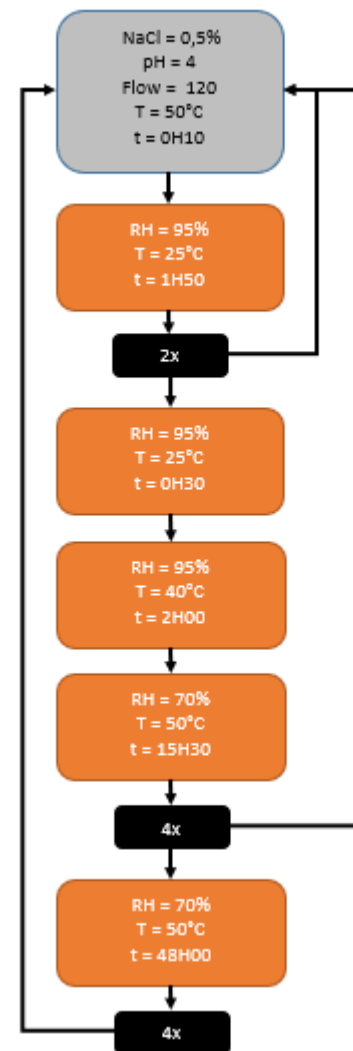 NaCl = 0,5%
pH = 4
Flow = 120
T = 50°C
t = 0H10
RH = 95%
T = 25°C
t = 1H50
2x
RH = 95%
T = 25°C
t = 0H30
RH = 95%
T = 40°C
t = 2H00
RH = 70%
T = 50°C
t = 15H30
4x
RH = 70%
T = 50°C
t = 48H00
4x